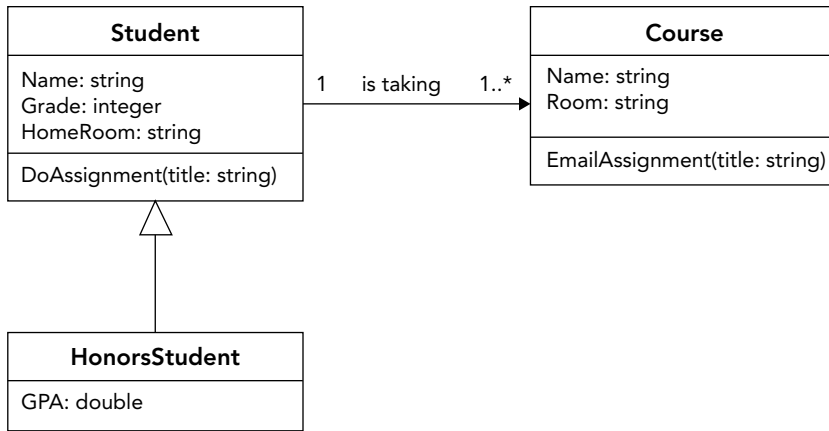 Student
Name: string
Grade: integer
HomeRoom: string
DoAssignment(title: string)
1 is taking 1..*
Course
Name: string
Room: string
EmailAssignment(title: string)
HonorsStudent
GPA: double